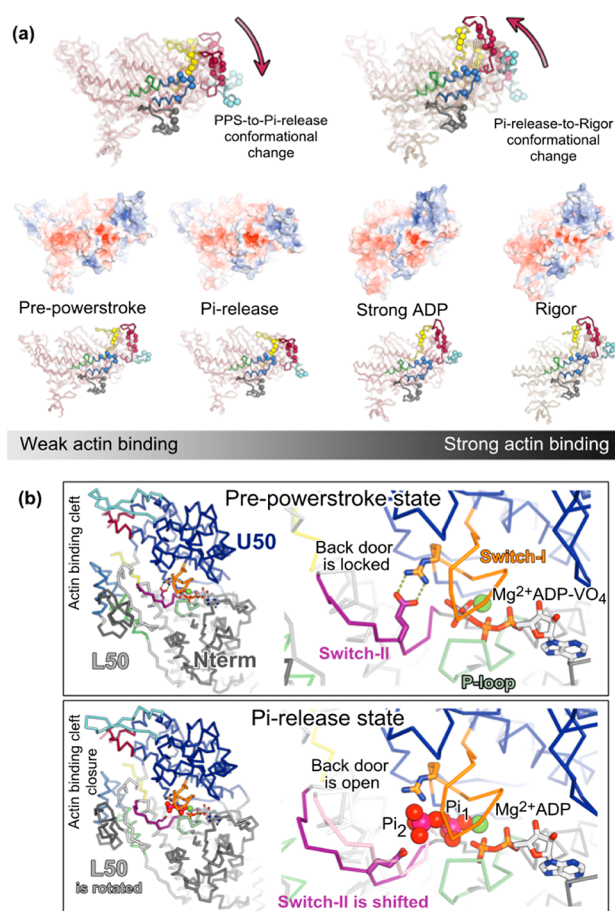 (a)
PPS-to-Pi-release
conformational
change
Pi-release-to-Rigor
conformational
change
Pre-powerstroke
Pi-release
Strong ADP
Rigor
Weak actin binding
Strong actin binding
(b)
Pre-powerstroke state
Actin binding cleft
U50
L50
Nterm
Back door
is locked
Switch-I
Mg2+ADP-VO4
Switch-II
P-loop
Pi-release state
Actin binding cleft
closure
L50
is rotated
Back door
is open
Pi1
Mg2+ADP
Pi2
Switch-II is shifted